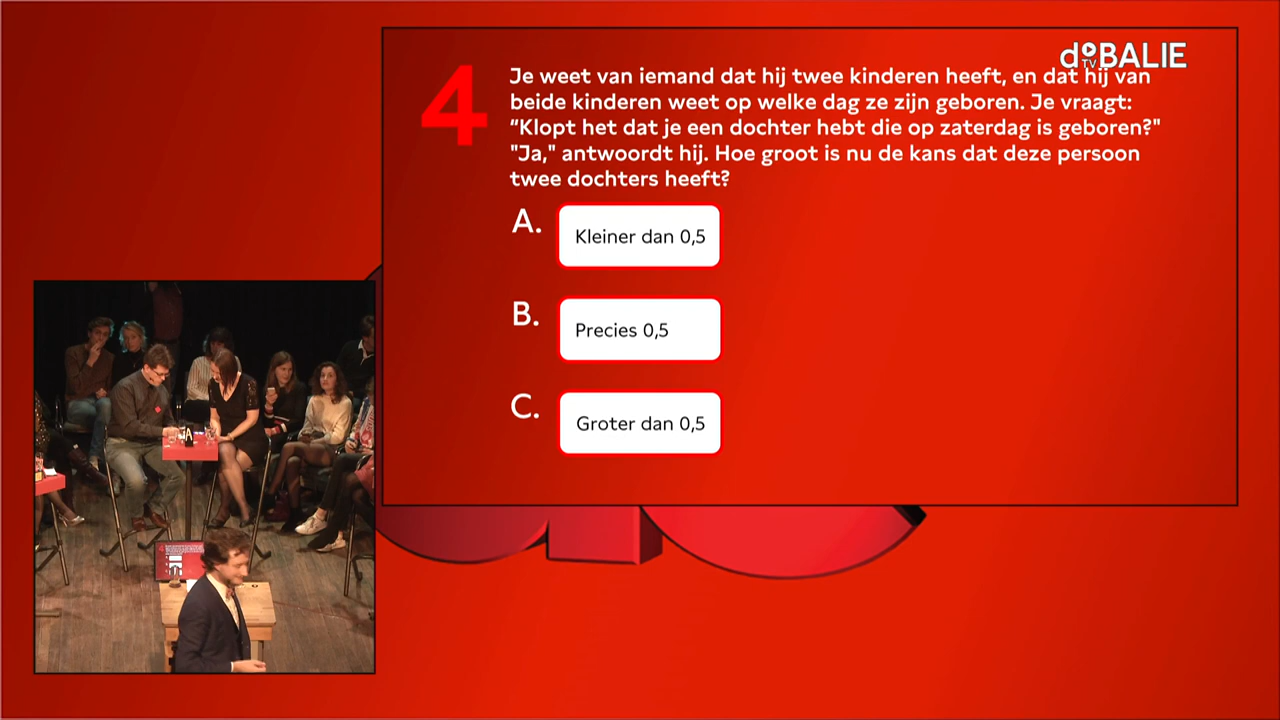 doBALIE
TV
4
Je weet van iemand dat hij twee kinderen heeft, en dat hij van
beide kinderen weet op welke dag ze zijn geboren. Je vraagt:
“Klopt het dat je een dochter hebt die op zaterdag is geboren?"
"Ja," antwoordt hij. Hoe groot is nu de kans dat deze persoon
twee dochters heeft?
A.
Kleiner dan 0,5
B.
Precies 0,5
C.
Groter dan 0,5